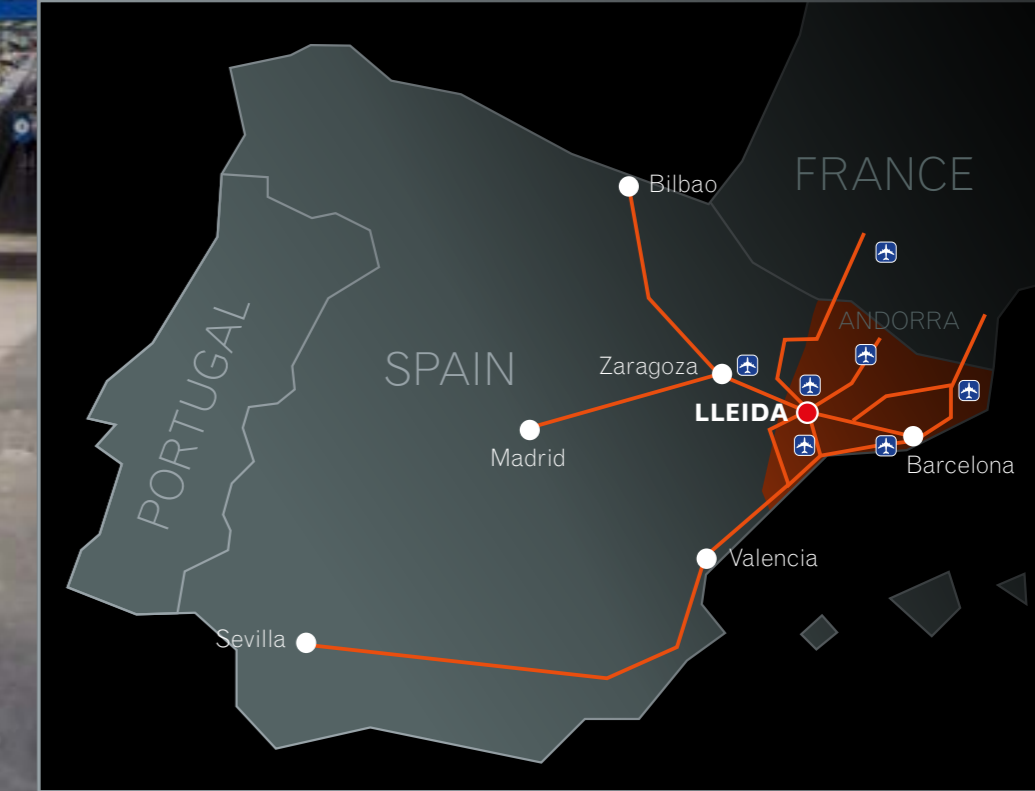 Bilbao
FRANCE
ANDORRA
Zaragoza
SPAIN
LLEIDA
Madrid
Barcelona
PORTUGAL
Valencia
Sevilla